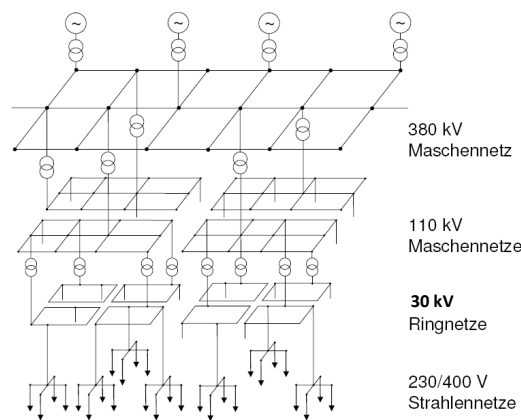 ~ ~ ~ ~
380 kV
Maschennetz
110 kV
Maschennetze
30 kV
Ringnetze
230/400 V
Strahlennetze